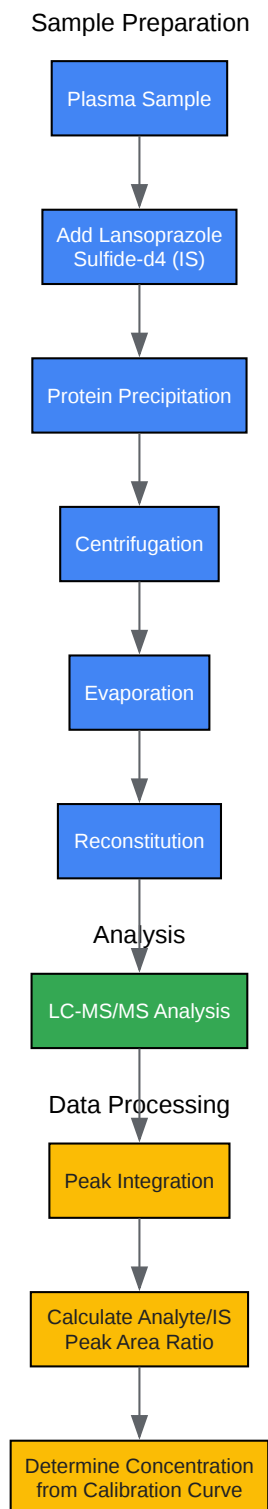 Sample Preparation
Plasma Sample
Add Lansoprazole
Sulfide-d4 (IS)
Protein Precipitation
Centrifugation
Evaporation
Reconstitution
Analysis
LC-MS/MS Analysis
Data Processing
Peak Integration
Calculate Analyte/IS
Peak Area Ratio
Determine Concentration
from Calibration Curve